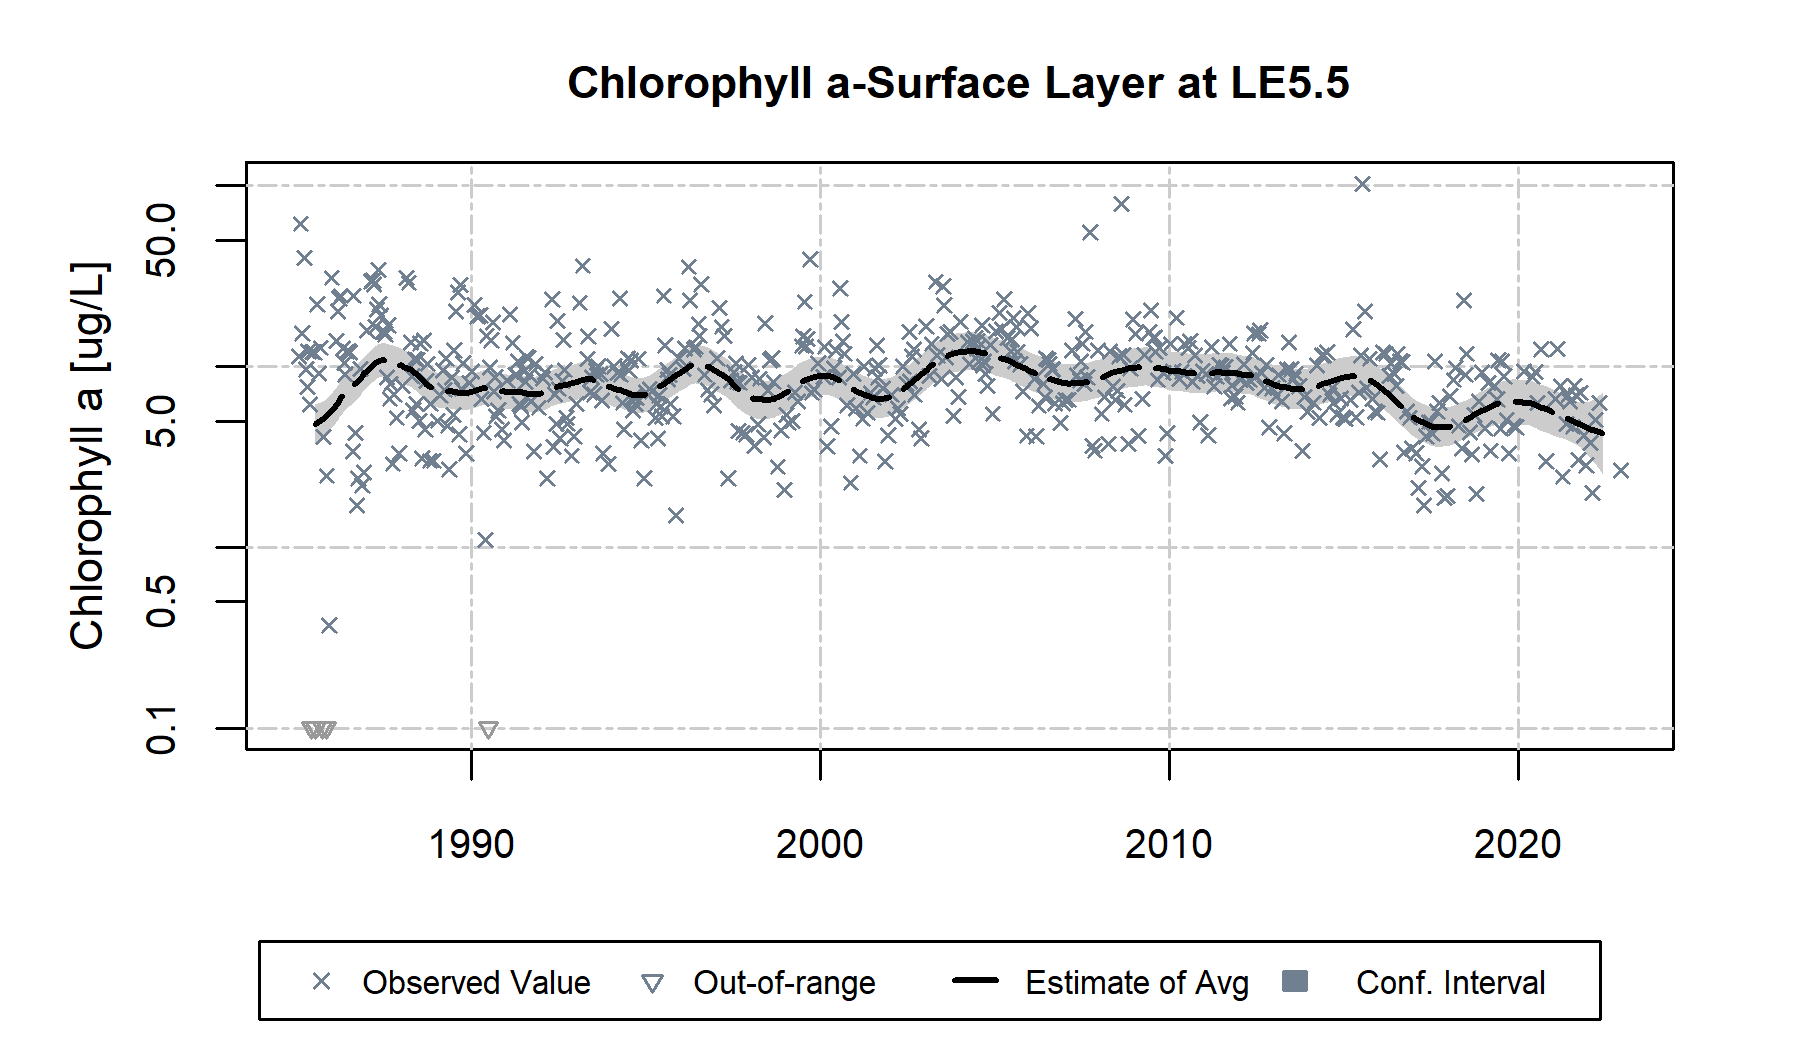 Chlorophyll a-Surface Layer at LE5.5
Chlorophyll a [ug/L]
50.0
5.0
0.5
0.1
1990 2000 2010 2020
Observed Value Out-of-range Estimate of Avg Conf. Interval